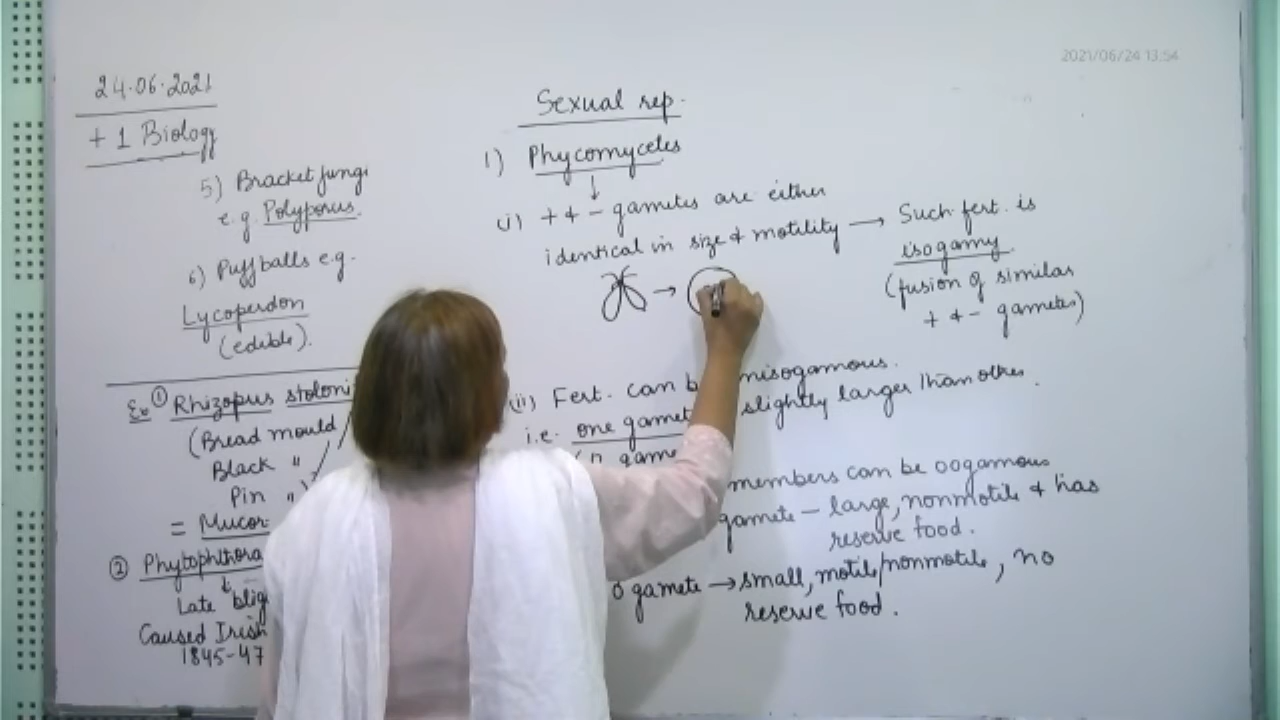 2021/06/24 13:54
24.06.2021
+ 1 Biology
5) Bracket fungi
e.g. Polyporus.
6) Puffballs e.g.
Lycoperdon
(edible).
Ex ① Rhizopus stoloni
(Bread mould
Black "
Pin "
= Mucor
② Phytophthora
↓
Late blig
Caused Irish
1845-47
Sexual rep.
1) Phycomycetes
↓
(i) + & - gametes are either
identical in size & motility → Such fert. is
isogamy
(fusion of similar
+ & - gametes)
→
(ii) Fert. can b nisogamous.
i.e. one gamet slightly larger than other.
game
members can be oogamous
gamete - large, nonmotile & has
reserve food.
gamete → small, motile/nonmotile, no
reserve food.